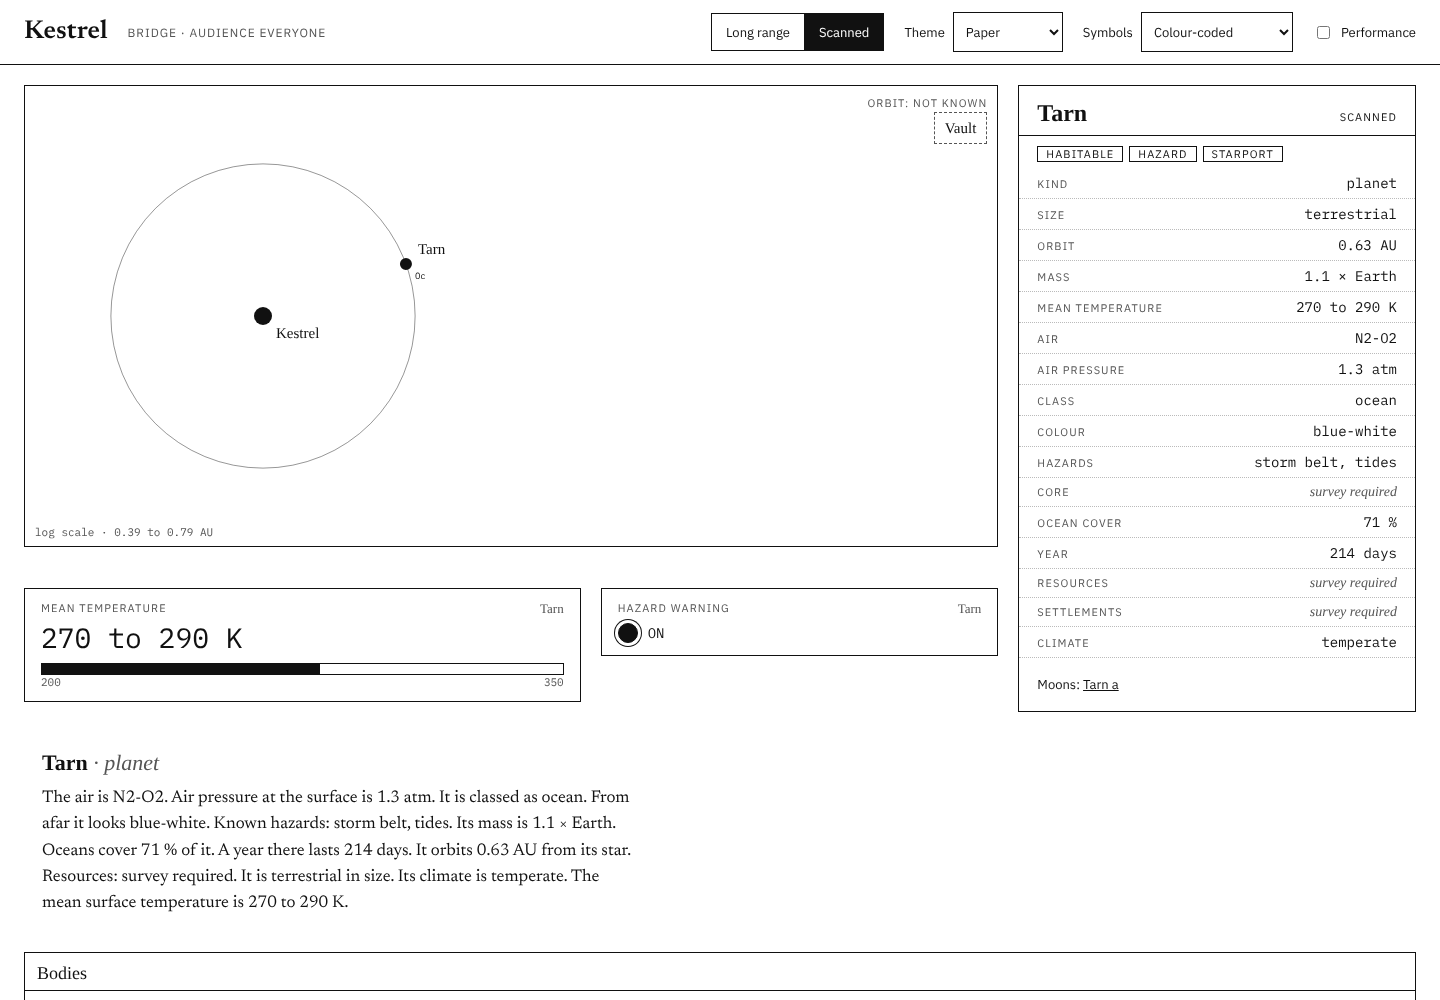 Kestrel
BRIDGE · AUDIENCE EVERYONE
Long range
Scanned
Theme
Paper
Symbols
Colour-coded
Performance
ORBIT: NOT KNOWN
Vault
Tarn
Oc
Kestrel
log scale · 0.39 to 0.79 AU
Tarn
SCANNED
HABITABLE
HAZARD
STARPORT
KIND planet
SIZE terrestrial
ORBIT 0.63 AU
MASS 1.1 × Earth
MEAN TEMPERATURE 270 to 290 K
AIR N2-O2
AIR PRESSURE 1.3 atm
CLASS ocean
COLOUR blue-white
HAZARDS storm belt, tides
CORE survey required
OCEAN COVER 71 %
YEAR 214 days
RESOURCES survey required
SETTLEMENTS survey required
CLIMATE temperate
Moons: Tarn a
MEAN TEMPERATURE Tarn
270 to 290 K
200 350
HAZARD WARNING Tarn
ON
Tarn · planet
The air is N2-O2. Air pressure at the surface is 1.3 atm. It is classed as ocean. From
afar it looks blue-white. Known hazards: storm belt, tides. Its mass is 1.1 × Earth.
Oceans cover 71 % of it. A year there lasts 214 days. It orbits 0.63 AU from its star.
Resources: survey required. It is terrestrial in size. Its climate is temperate. The
mean surface temperature is 270 to 290 K.
Bodies